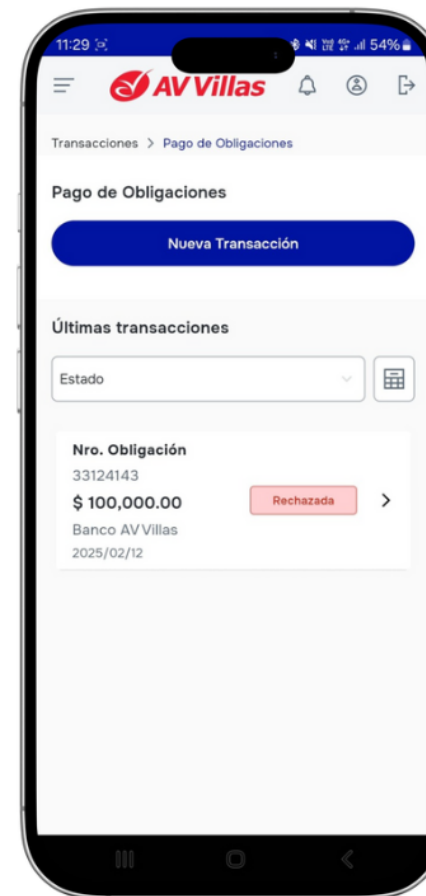 11:29 54%
AV Villas
Transacciones > Pago de Obligaciones
Pago de Obligaciones
Nueva Transacción
Últimas transacciones
Estado
Nro. Obligación
33124143
$ 100,000.00
Rechazada
Banco AV Villas
2025/02/12